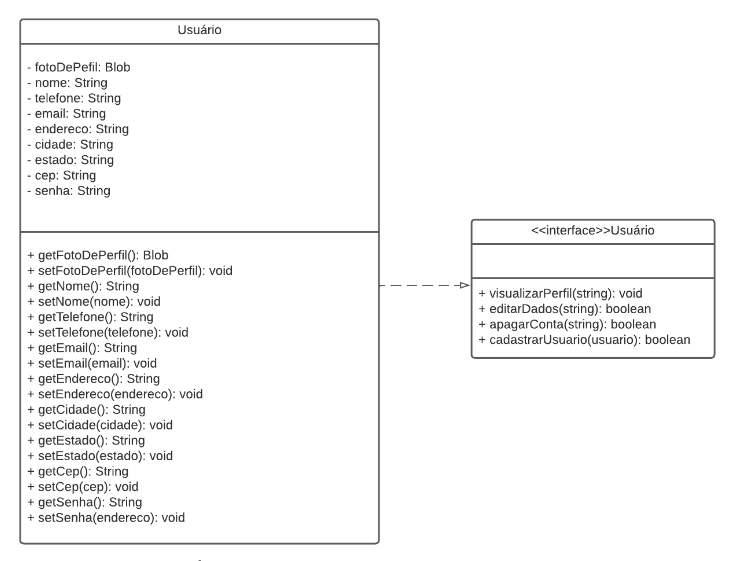 Usuário
- fotoDePefil: Blob
- nome: String
- telefone: String
- email: String
- endereco: String
- cidade: String
- estado: String
- cep: String
- senha: String
+ getFotoDePerfil(): Blob
+ setFotoDePerfil(fotoDePerfil): void
+ getNome(): String
+ setNome(nome): void
+ getTelefone(): String
+ setTelefone(telefone): void
+ getEmail(): String
+ setEmail(email): void
+ getEndereco(): String
+ setEndereco(endereco): void
+ getCidade(): String
+ setCidade(cidade): void
+ getEstado(): String
+ setEstado(estado): void
+ getCep(): String
+ setCep(cep): void
+ getSenha(): String
+ setSenha(endereco): void
<<interface>>Usuário
+ visualizarPerfil(string): void
+ editarDados(string): boolean
+ apagarConta(string): boolean
+ cadastrarUsuario(usuario): boolean